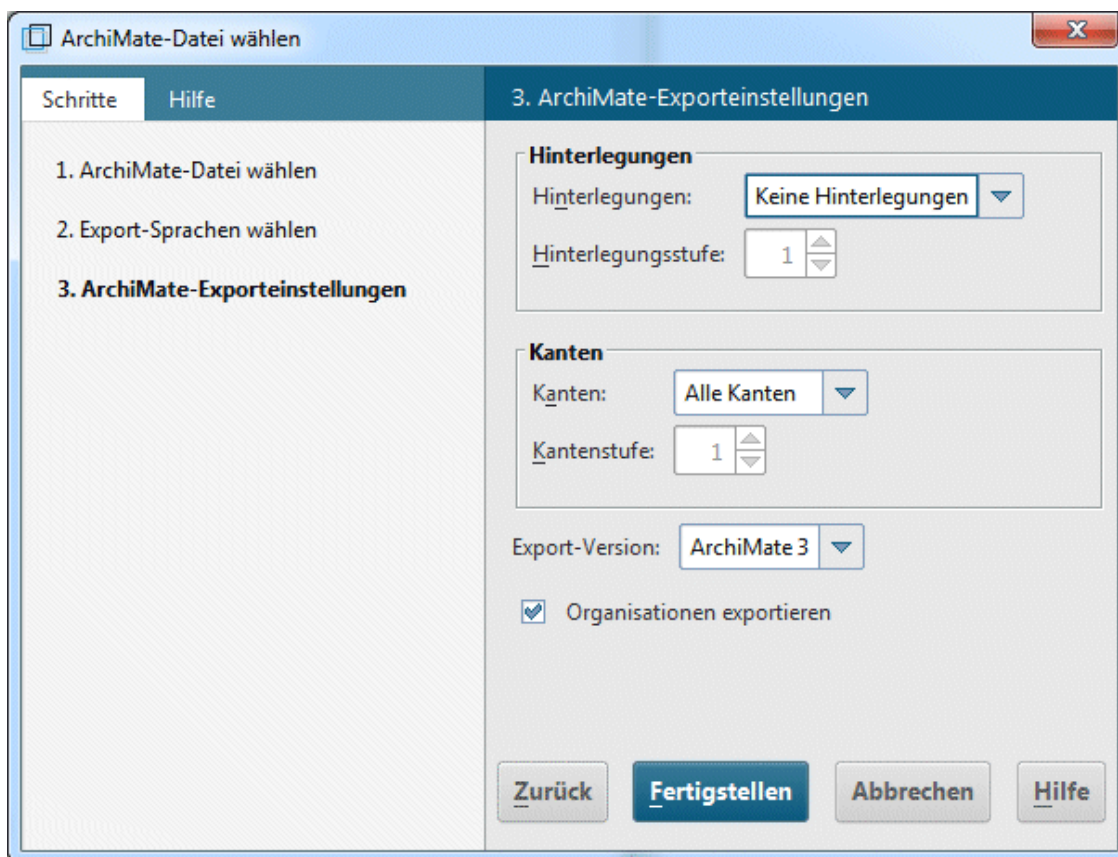 ArchiMate-Datei wählen
Schritte Hilfe
1. ArchiMate-Datei wählen
2. Export-Sprachen wählen
3. ArchiMate-Exporteinstellungen
3. ArchiMate-Exporteinstellungen
Hinterlegungen
Hinterlegungen: Keine Hinterlegungen
Hinterlegungsstufe: 1
Kanten
Kanten: Alle Kanten
Kantenstufe: 1
Export-Version: ArchiMate 3
Organisationen exportieren
Zurück Fertigstellen Abbrechen Hilfe